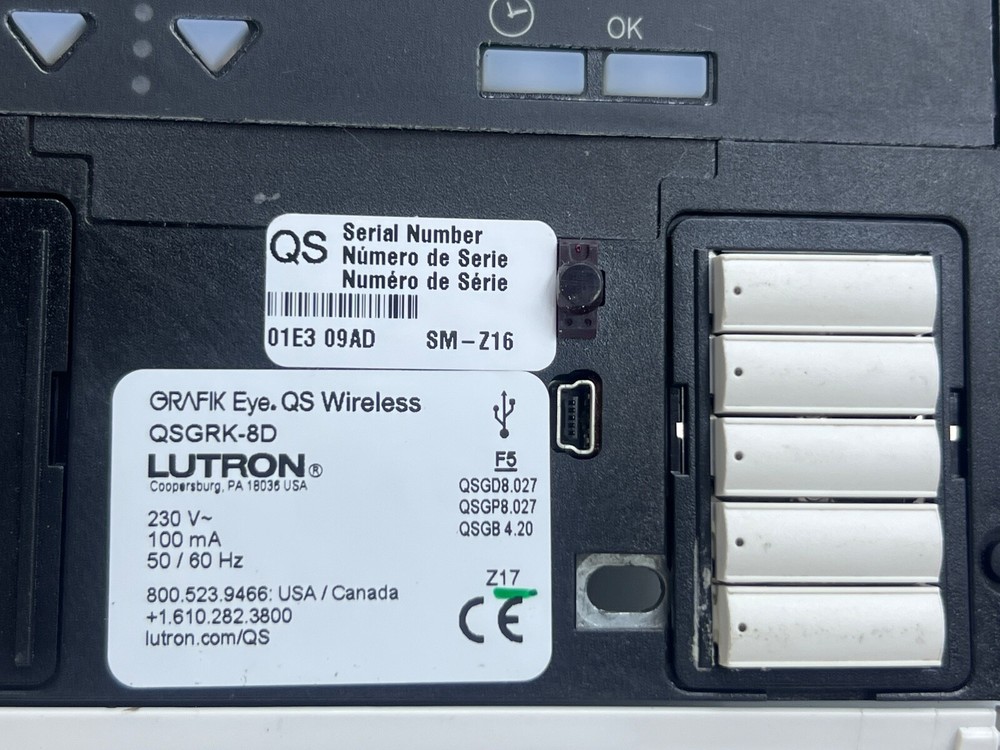 OK
QS
Serial Number
Número de Serie
Numéro de Série
01E3 09AD SM-Z16
GRAFIK Eye. QS Wireless
QSGRK-8D
LUTRON®
Coopersburg, PA 18036 USA
230 V~
100 mA
50 / 60 Hz
800.523.9466: USA / Canada
+1.610.282.3800
lutron.com/QS
F5
QSGD8.027
QSGP8.027
QSGB 4.20
Z17
CE